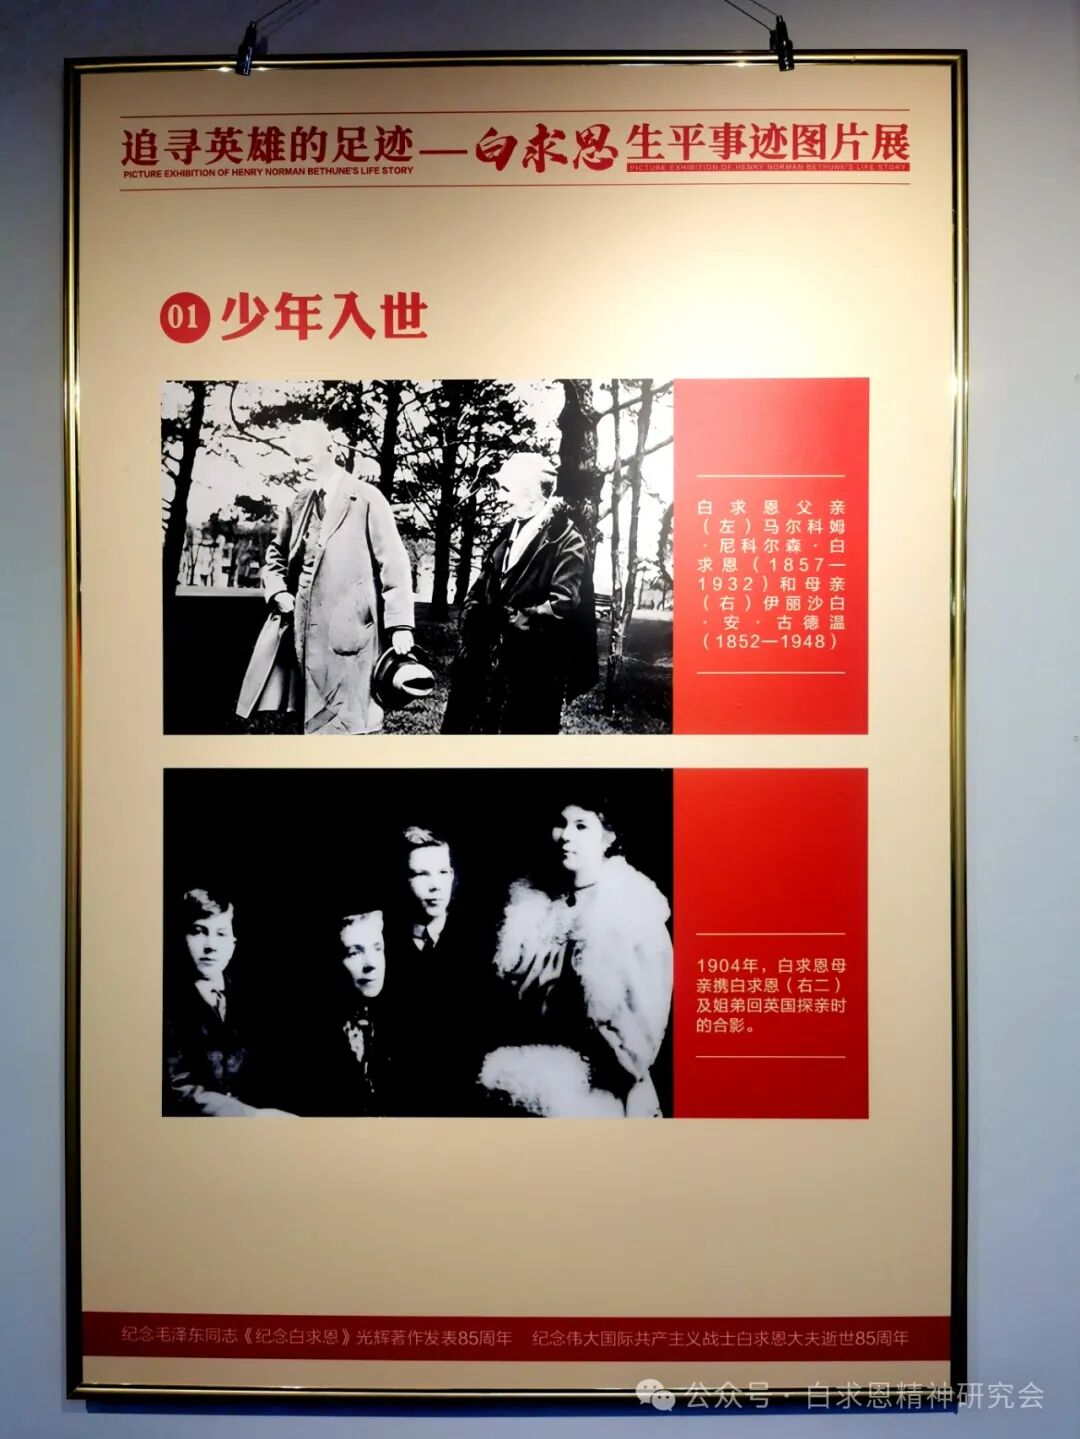 追寻英雄的足迹—白求恩生平事迹图片展
PICTURE EXHIBITION OF HENRY NORMAN BETHUNE'S LIFE STORY
PICTURE EXHIBITION OF HENRY NORMAN BETHUNE'S LIFE STORY
01 少年入世
白求恩父亲
（左）马尔科姆
·尼科尔森·白
求恩（1857—
1932）和母亲
（右）伊丽沙白
·安·古德温
（1852—1948）
1904年，白求恩母
亲携白求恩（右二）
及姐弟回英国探亲时
的合影。
纪念毛泽东同志《纪念白求恩》光辉著作发表85周年 纪念伟大国际共产主义战士白求恩大夫逝世85周年
公众号·白求恩精神研究会